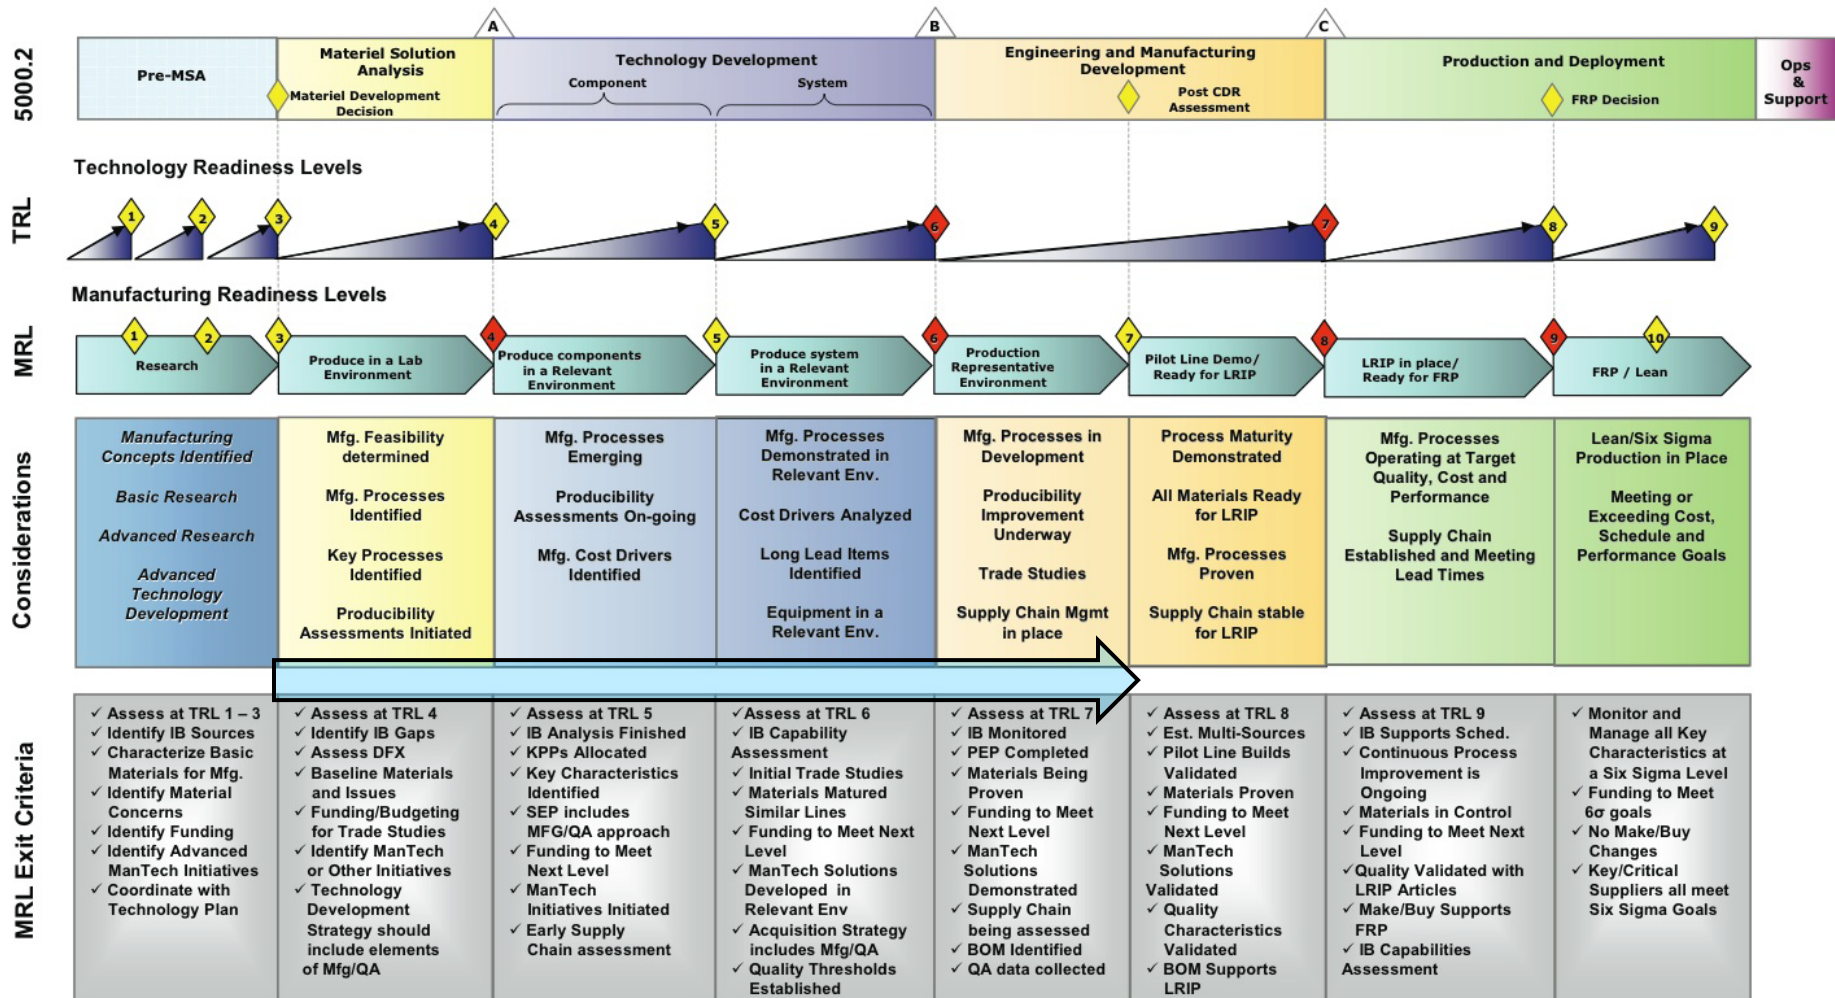 A
B
C
5000.2
Pre-MSA
Materiel Solution
Analysis
Materiel Development
Decision
Technology Development
Component
System
Engineering and Manufacturing
Development
Post CDR
Assessment
Production and Deployment
FRP Decision
Ops
&
Support
Technology Readiness Levels
TRL
1
2
3
4
5
6
7
8
9
Manufacturing Readiness Levels
MRL
1
2
3
4
5
6
7
8
9
10
Research
Produce in a Lab
Environment
Produce components
in a Relevant
Environment
Produce system
in a Relevant
Environment
Production
Representative
Environment
Pilot Line Demo/
Ready for LRIP
LRIP in place/
Ready for FRP
FRP / Lean
Considerations
Manufacturing
Concepts Identified
Basic Research
Advanced Research
Advanced
Technology
Development
Mfg. Feasibility
determined
Mfg. Processes
Identified
Key Processes
Identified
Producibility
Assessments Initiated
Mfg. Processes
Emerging
Producibility
Assessments On-going
Mfg. Cost Drivers
Identified
Mfg. Processes
Demonstrated in
Relevant Env.
Cost Drivers Analyzed
Long Lead Items
Identified
Equipment in a
Relevant Env.
Mfg. Processes in
Development
Producibility
Improvement
Underway
Trade Studies
Supply Chain Mgmt
in place
Process Maturity
Demonstrated
All Materials Ready
for LRIP
Mfg. Processes
Proven
Supply Chain stable
for LRIP
Mfg. Processes
Operating at Target
Quality, Cost and
Performance
Supply Chain
Established and Meeting
Lead Times
Lean/Six Sigma
Production in Place
Meeting or
Exceeding Cost,
Schedule and
Performance Goals
MRL Exit Criteria
✓ Assess at TRL 1 – 3
✓ Identify IB Sources
✓ Characterize Basic
Materials for Mfg.
✓ Identify Material
Concerns
✓ Identify Funding
✓ Identify Advanced
ManTech Initiatives
✓ Coordinate with
Technology Plan
✓ Assess at TRL 4
✓ Identify IB Gaps
✓ Assess DFX
✓ Baseline Materials
and Issues
✓ Funding/Budgeting
for Trade Studies
✓ Identify ManTech
or Other Initiatives
✓ Technology
Development
Strategy should
include elements
of Mfg/QA
✓ Assess at TRL 5
✓ IB Analysis Finished
✓ KPPs Allocated
✓ Key Characteristics
Identified
✓ SEP includes
MFG/QA approach
✓ Funding to Meet
Next Level
✓ ManTech
Initiatives Initiated
✓ Early Supply
Chain assessment
✓Assess at TRL 6
✓ IB Capability
Assessment
✓ Initial Trade Studies
✓ Materials Matured
Similar Lines
✓ Funding to Meet Next
Level
✓ ManTech Solutions
Developed in
Relevant Env
✓ Acquisition Strategy
includes Mfg/QA
✓ Quality Thresholds
Established
✓ Assess at TRL 7
✓ IB Monitored
✓ PEP Completed
✓ Materials Being
Proven
✓ Funding to Meet
Next Level
✓ ManTech
Solutions
Demonstrated
✓ Supply Chain
being assessed
✓ BOM Identified
✓ QA data collected
✓ Assess at TRL 8
✓ Est. Multi-Sources
✓ Pilot Line Builds
Validated
✓ Materials Proven
✓ Funding to Meet
Next Level
✓ ManTech
Solutions
Validated
✓ Quality
Characteristics
Validated
✓ BOM Supports
LRIP
✓ Assess at TRL 9
✓ IB Supports Sched.
✓ Continuous Process
Improvement is
Ongoing
✓ Materials in Control
✓ Funding to Meet Next
Level
✓Quality Validated with
LRIP Articles
✓ Make/Buy Supports
FRP
✓ IB Capabilities
Assessment
✓ Monitor and
Manage all Key
Characteristics at
a Six Sigma Level
✓ Funding to Meet
6σ goals
✓ No Make/Buy
Changes
✓ Key/Critical
Suppliers all meet
Six Sigma Goals